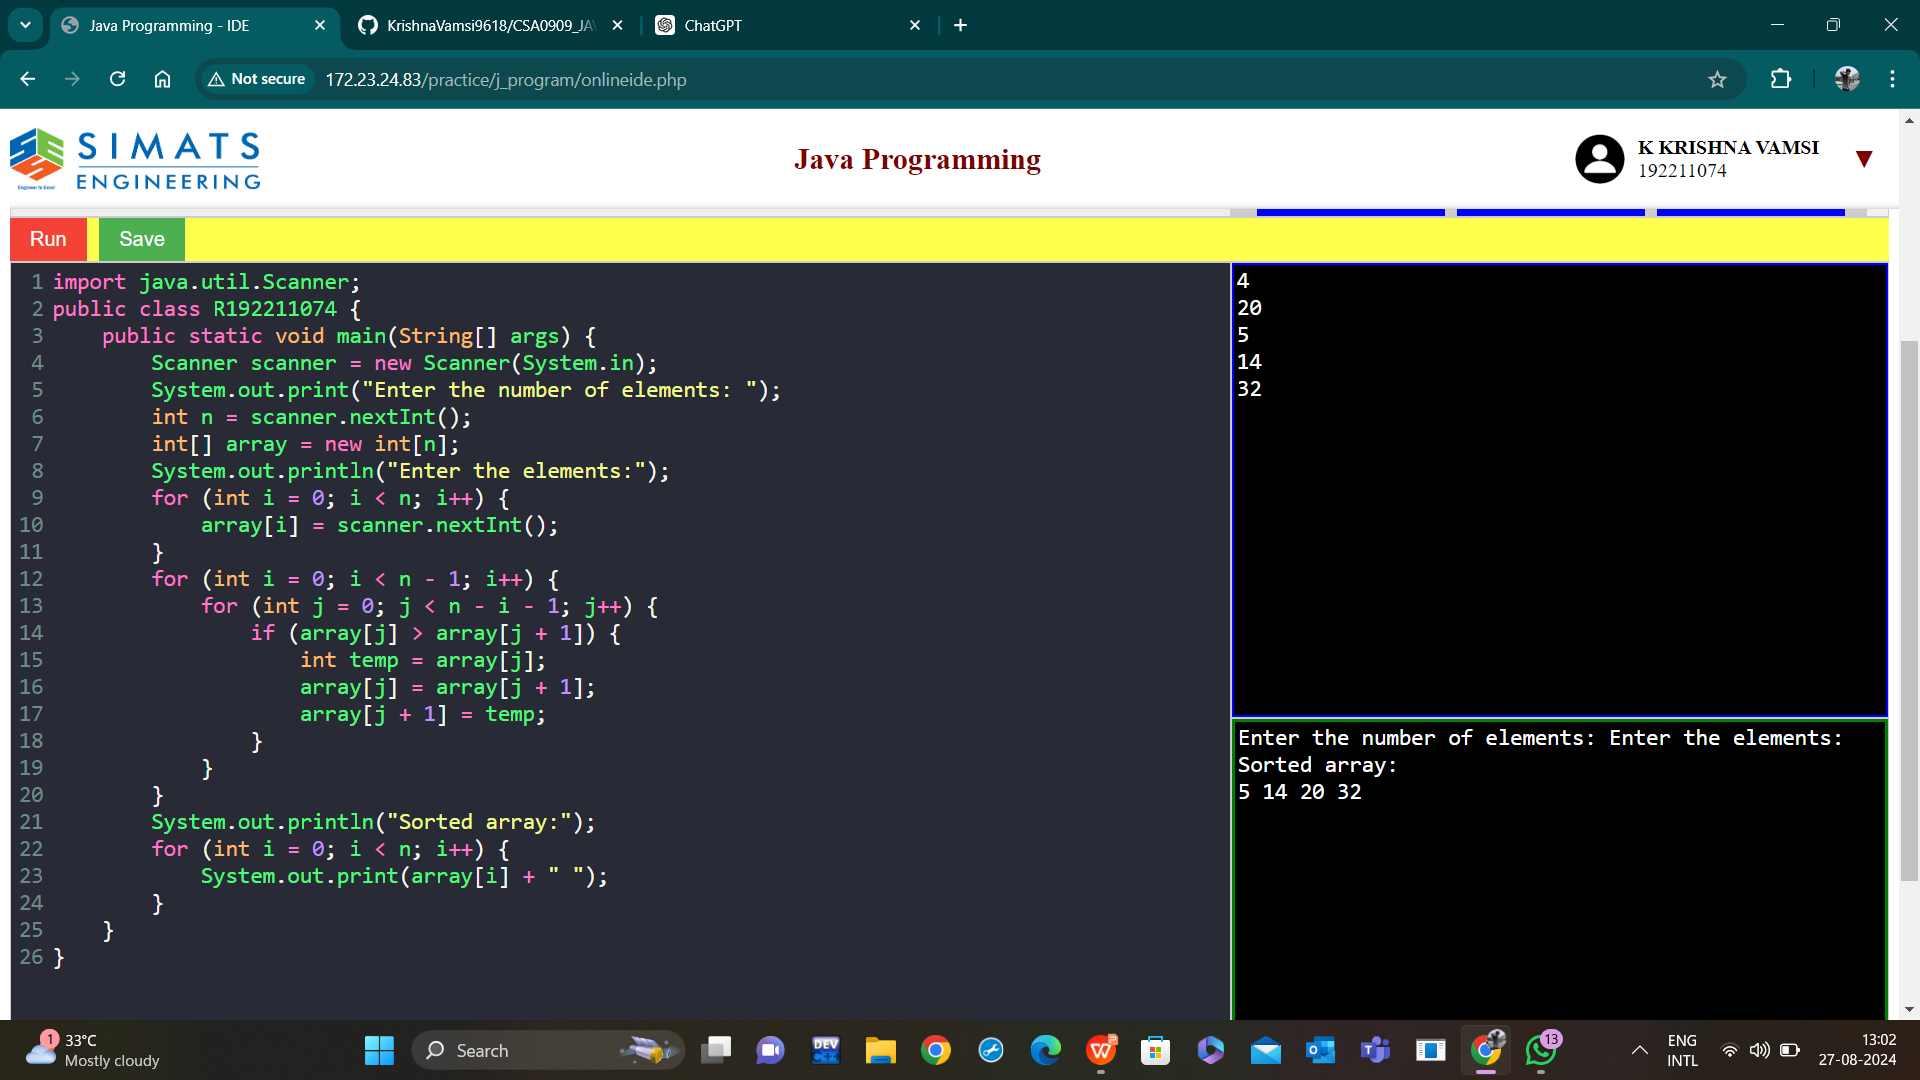 Java Programming - IDE
KrishnaVamsi9618/CSA0909_JA
ChatGPT
Not secure
172.23.24.83/practice/j_program/onlineide.php
SIMATS
ENGINEERING
Engineer to Excel
Java Programming
K KRISHNA VAMSI
192211074
Run
Save
1 import java.util.Scanner;
2 public class R192211074 {
3     public static void main(String[] args) {
4         Scanner scanner = new Scanner(System.in);
5         System.out.print("Enter the number of elements: ");
6         int n = scanner.nextInt();
7         int[] array = new int[n];
8         System.out.println("Enter the elements:");
9         for (int i = 0; i < n; i++) {
10             array[i] = scanner.nextInt();
11         }
12         for (int i = 0; i < n - 1; i++) {
13             for (int j = 0; j < n - i - 1; j++) {
14                 if (array[j] > array[j + 1]) {
15                     int temp = array[j];
16                     array[j] = array[j + 1];
17                     array[j + 1] = temp;
18                 }
19             }
20         }
21         System.out.println("Sorted array:");
22         for (int i = 0; i < n; i++) {
23             System.out.print(array[i] + " ");
24         }
25     }
26 }
4
20
5
14
32
Enter the number of elements: Enter the elements:
Sorted array:
5 14 20 32
1
33°C
Mostly cloudy
Search
DEV
C++
13
ENG
INTL
13:02
27-08-2024